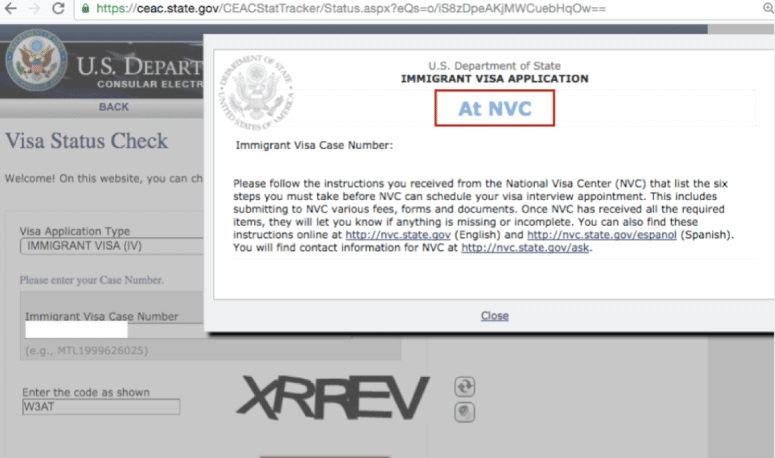 https://ceac.state.gov/CEACStatTracker/Status.aspx?eQs=o/iS8zDpeAKjMWCuebHqOw==
U.S. DEPART
CONSULAR ELECTR
BACK
Visa Status Check
Welcome! On this website, you can ch
Visa Application Type
IMMIGRANT VISA (IV)
Please enter your Case Number.
Immigrant Visa Case Number
(e.g., MTL1999626025)
Enter the code as shown
W3AT
XRREV
DEPARTMENT OF STATE
UNITED STATES OF AMERICA
U.S. Department of State
IMMIGRANT VISA APPLICATION
At NVC
Immigrant Visa Case Number:
Please follow the instructions you received from the National Visa Center (NVC) that list the six
steps you must take before NVC can schedule your visa interview appointment. This includes
submitting to NVC various fees, forms and documents. Once NVC has received all the required
items, they will let you know if anything is missing or incomplete. You can also find these
instructions online at http://nvc.state.gov (English) and http://nvc.state.gov/espanol (Spanish).
You will find contact information for NVC at http://nvc.state.gov/ask.
Close